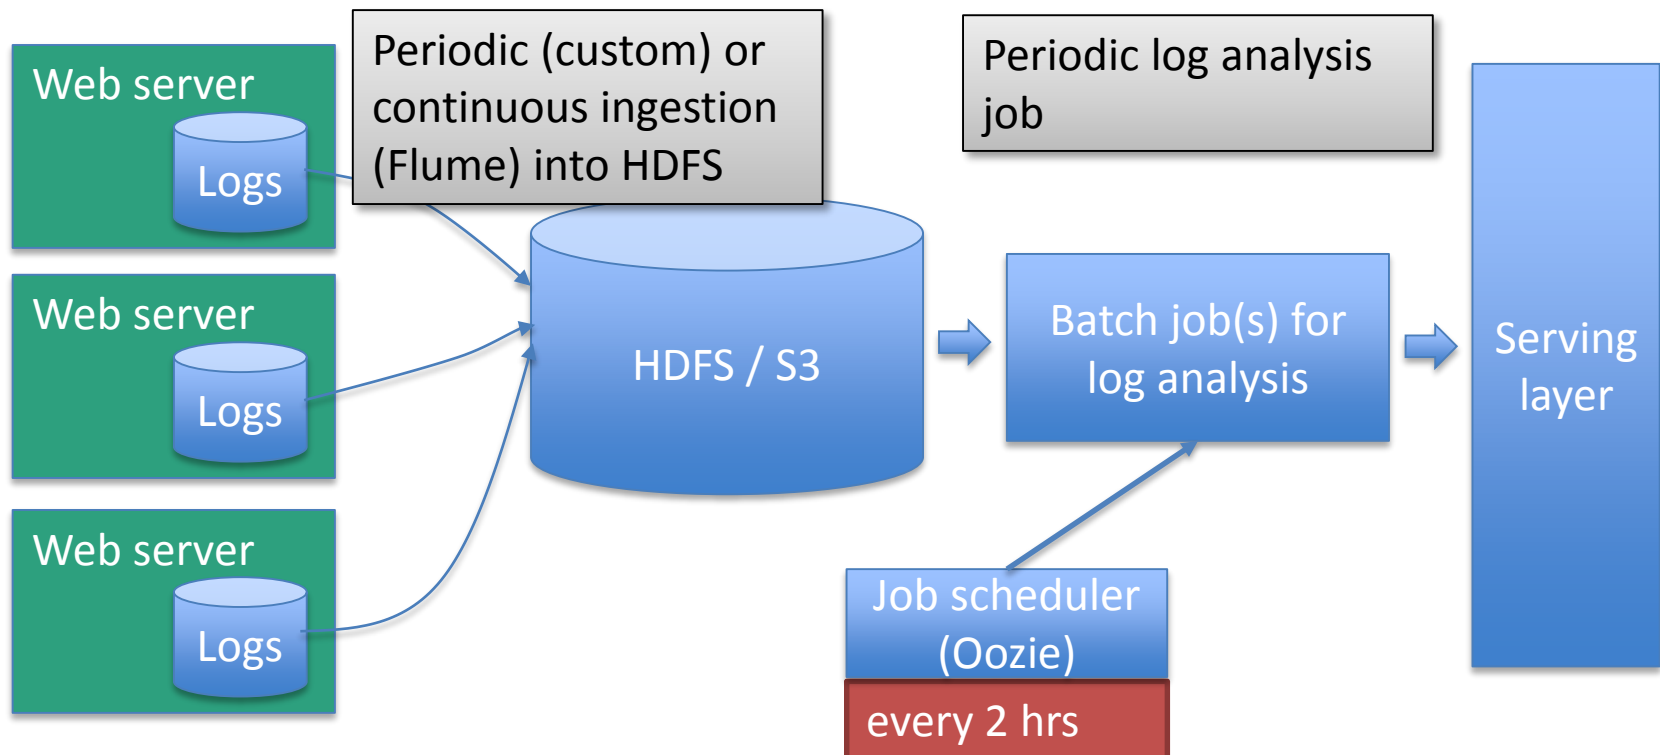 Web server
Logs
Periodic (custom) or
continuous ingestion
(Flume) into HDFS
Periodic log analysis
job
Web server
Logs
HDFS / S3
Batch job(s) for
log analysis
Serving
layer
Web server
Logs
Job scheduler
(Oozie)
every 2 hrs